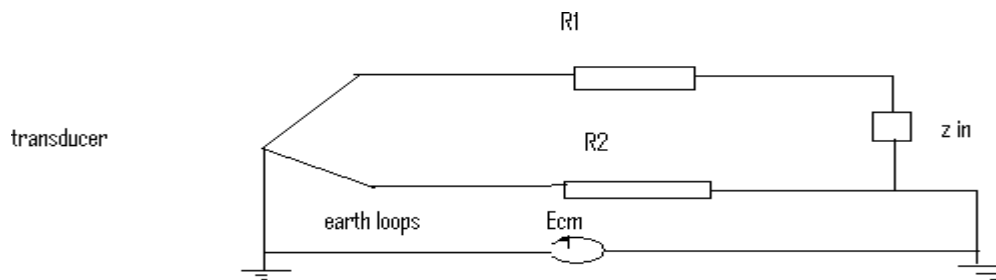 R1
transducer
z in
R2
earth loops
Ecm